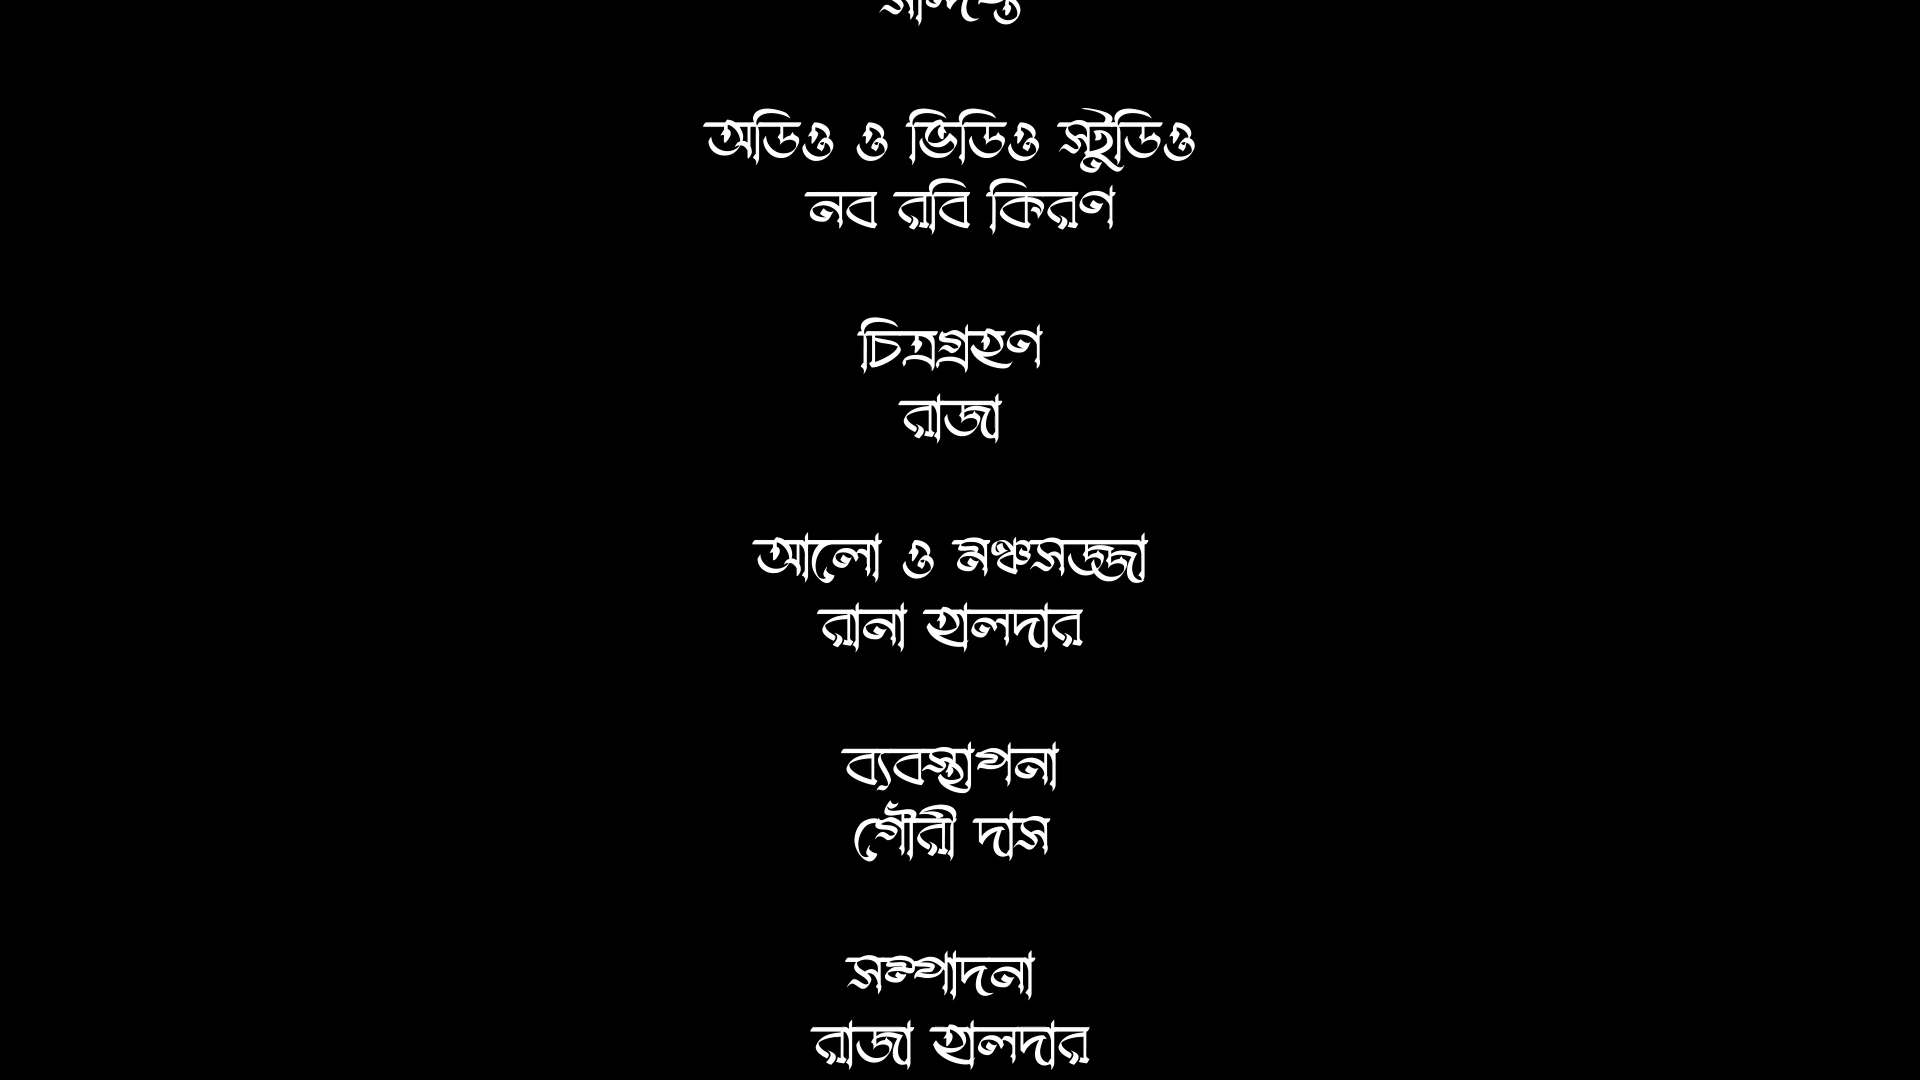 অডিও ও ভিডিও স্টুডিও
নব রবি কিরণ
চিত্রগ্রহণ
রাজা
আলো ও মঞ্চসজ্জা
রানা হালদার
ব্যবস্থাপনা
গৌরী দাস
সম্পাদনা
রাজা হালদার